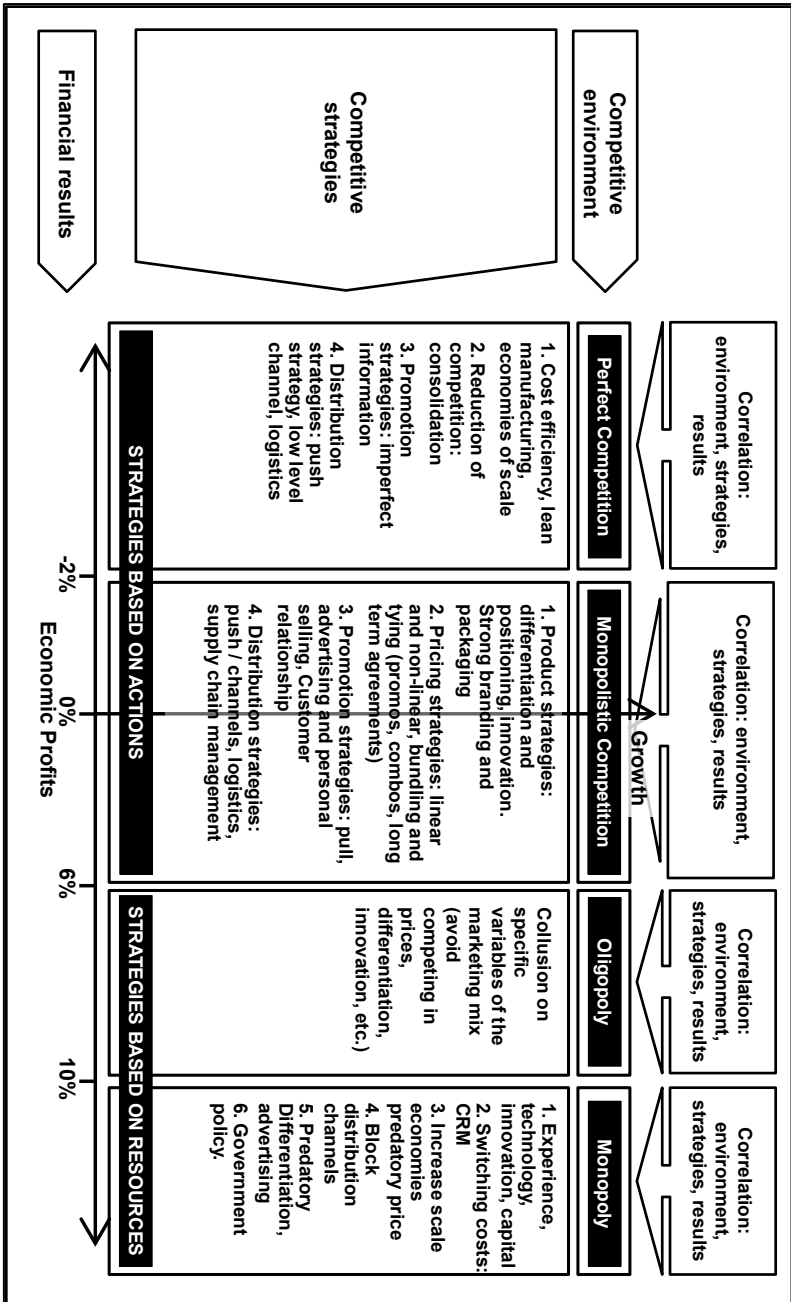 Competitive
environment
Competitive
strategies
Financial results
Correlation:
environment, strategies,
results
Perfect Competition
1. Cost efficiency, lean
manufacturing,
economies of scale
2. Reduction of
competition:
consolidation
3. Promotion
strategies: imperfect
information
4. Distribution
strategies: push
strategy, low level
channel, logistics
Correlation: environment,
strategies, results
Growth
Monopolistic Competition
1. Product strategies:
differentiation and
positioning, innovation.
Strong branding and
packaging
2. Pricing strategies: linear
and non-linear, bundling and
tying (promos, combos, long
term agreements)
3. Promotion strategies: pull,
advertising and personal
selling, Customer
relationship
4. Distribution strategies:
push / channels, logistics,
supply chain management
Correlation:
environment,
strategies, results
Oligopoly
Collusion on
specific
variables of the
marketing mix
(avoid
competing in
prices,
differentiation,
innovation, etc.)
Correlation:
environment,
strategies, results
Monopoly
1. Experience,
technology,
innovation, capital
2. Switching costs:
CRM
3. Increase scale
economies
predatory price
4. Block
distribution
channels
5. Predatory
Differentiation,
advertising
6. Government
policy.
STRATEGIES BASED ON ACTIONS
STRATEGIES BASED ON RESOURCES
-2%
0%
6%
10%
Economic Profits